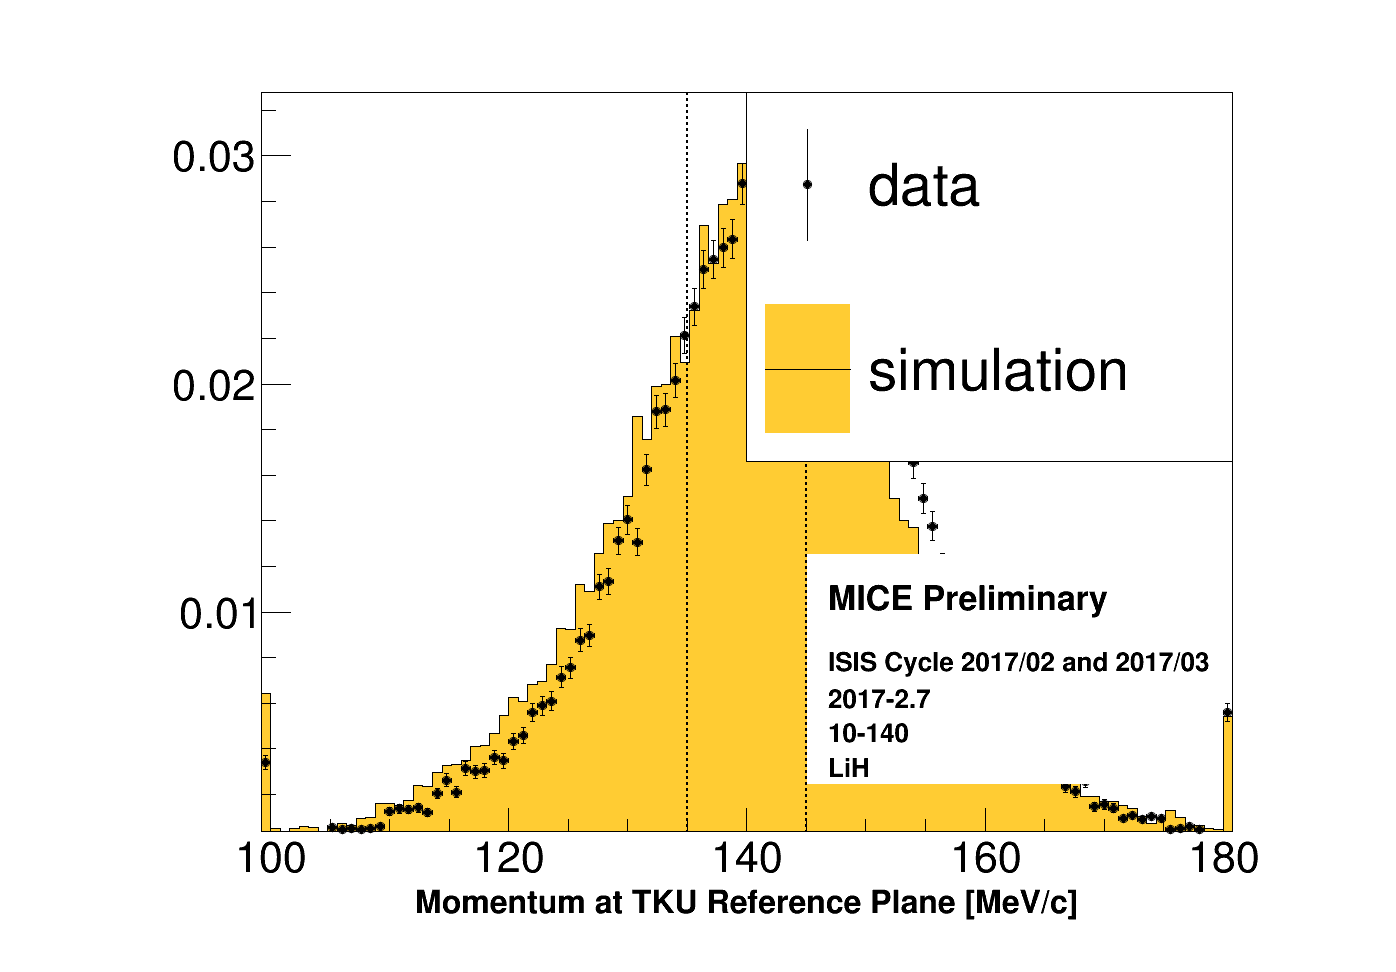 0.03
data
0.02
simulation
0.01
MICE Preliminary
ISIS Cycle 2017/02 and 2017/03
2017-2.7
10-140
LiH
100 120 140 160 180
Momentum at TKU Reference Plane [MeV/c]